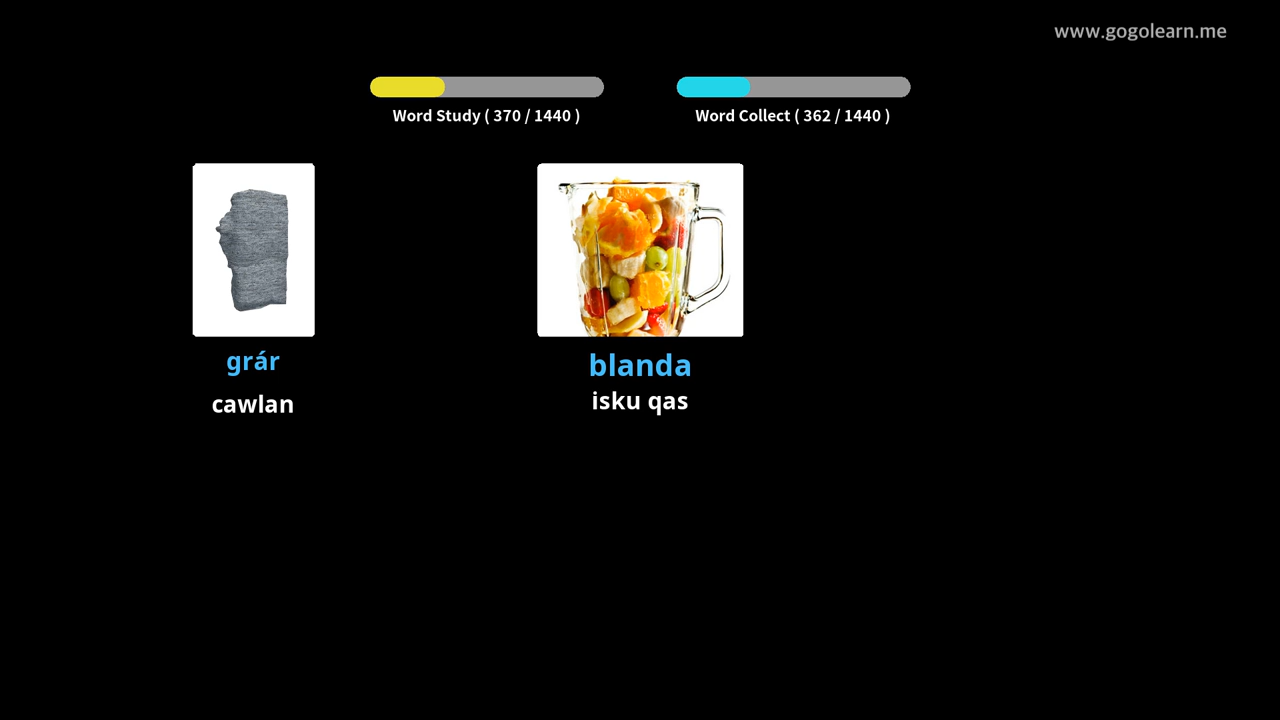 www.gogolearn.me
Word Study ( 370 / 1440 )
Word Collect ( 362 / 1440 )
grár
cawlan
blanda
isku qas